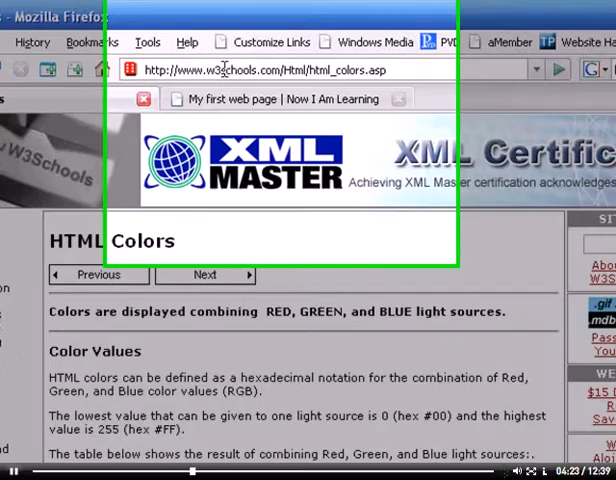 Mozilla Firefox
History Bookmarks Tools Help Customize Links Windows Media PVD aMember Website Ha
http://www.w3schools.com/Html/html_colors.asp
My first web page | Now I Am Learning
W3Schools
XML
MASTER
XML Certific
Achieving XML Master certification acknowledges
HTML Colors
SIT
Previous Next
Abou
W3S
Colors are displayed combining RED, GREEN, and BLUE light sources.
.gif
.mdb
Pass
You
Color Values
HTML colors can be defined as a hexadecimal notation for the combination of Red,
Green, and Blue color values (RGB).
WE
$15 D
R
Sav
The lowest value that can be given to one light source is 0 (hex #00) and the highest
value is 255 (hex #FF).
W
Aloi
The table below shows the result of combining Red, Green, and Blue light sources:.
04:23 / 12:39